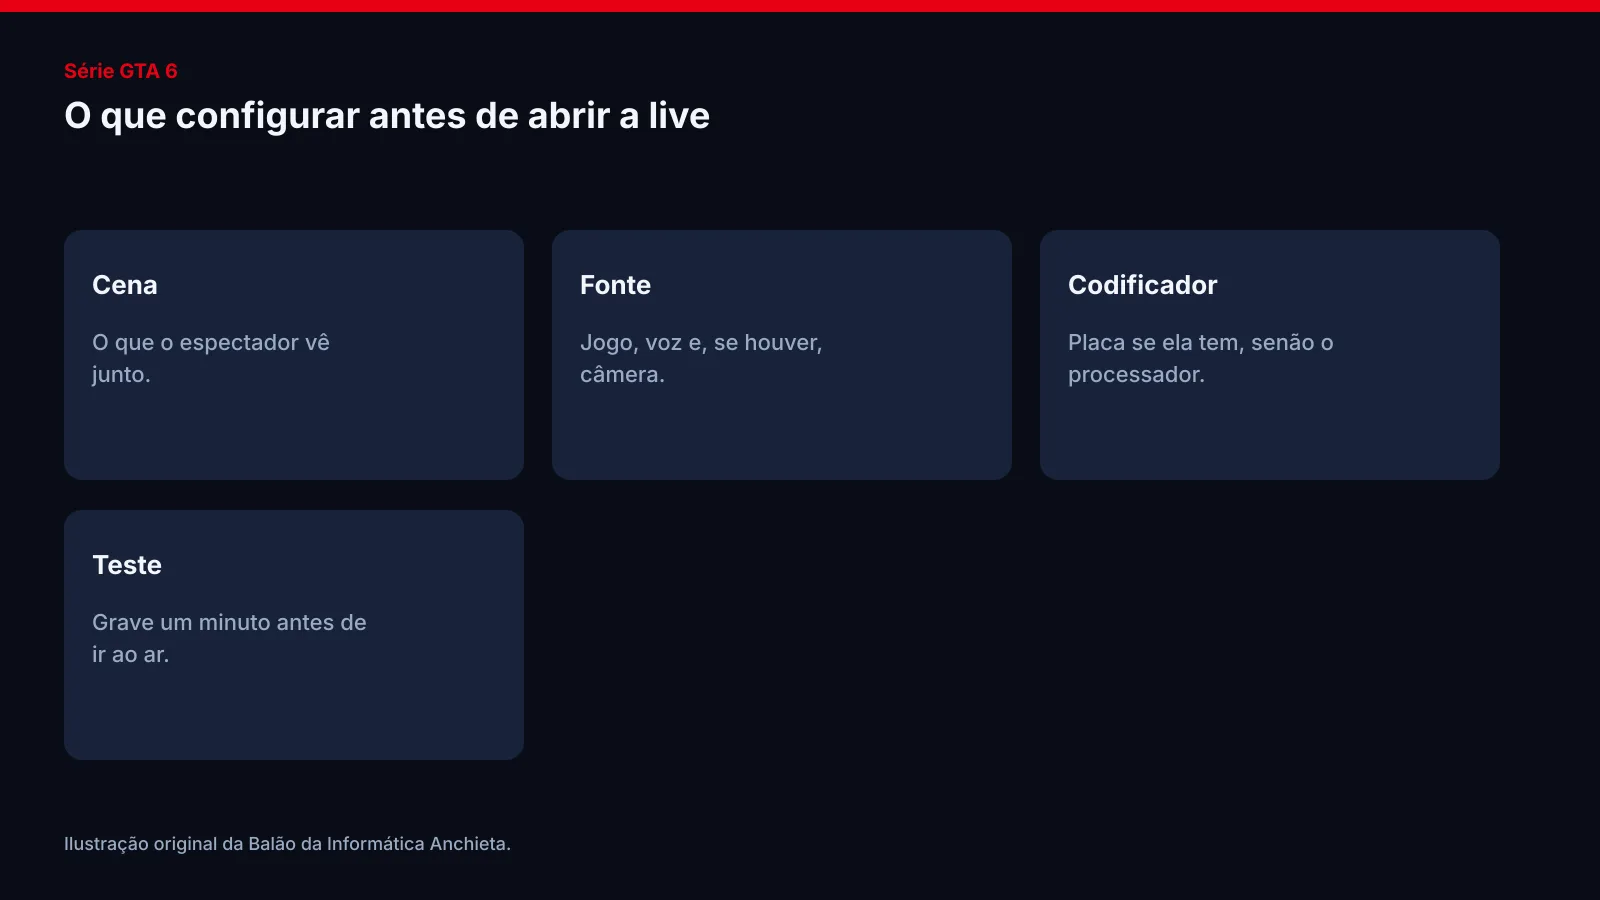 Série GTA 6
O que configurar antes de abrir a live
Cena
O que o espectador vê
junto.
Fonte
Jogo, voz e, se houver,
câmera.
Codificador
Placa se ela tem, senão o
processador.
Teste
Grave um minuto antes de
ir ao ar.
Ilustração original da Balão da Informática Anchieta.